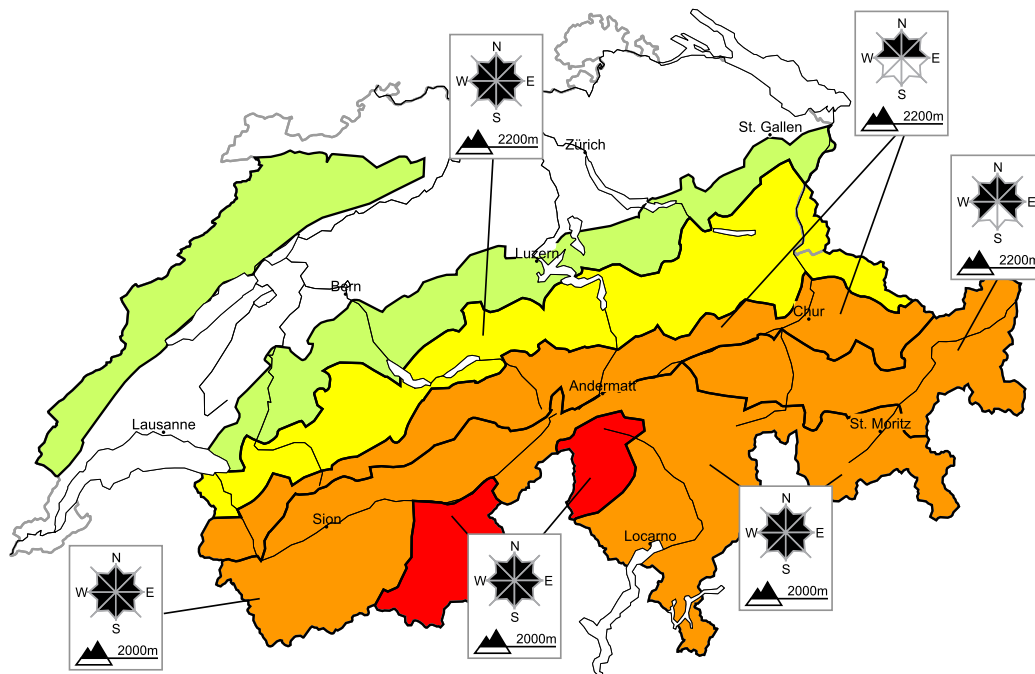 N
W E
S
2200m
N
W E
S
2200m
N
W E
S
2200m
St. Gallen
Zürich
Luzern
Bern
Chur
Andermatt
Lausanne
St. Moritz
Sion
Locarno
N
W E
S
2000m
N
W E
S
2000m
N
W E
S
2000m